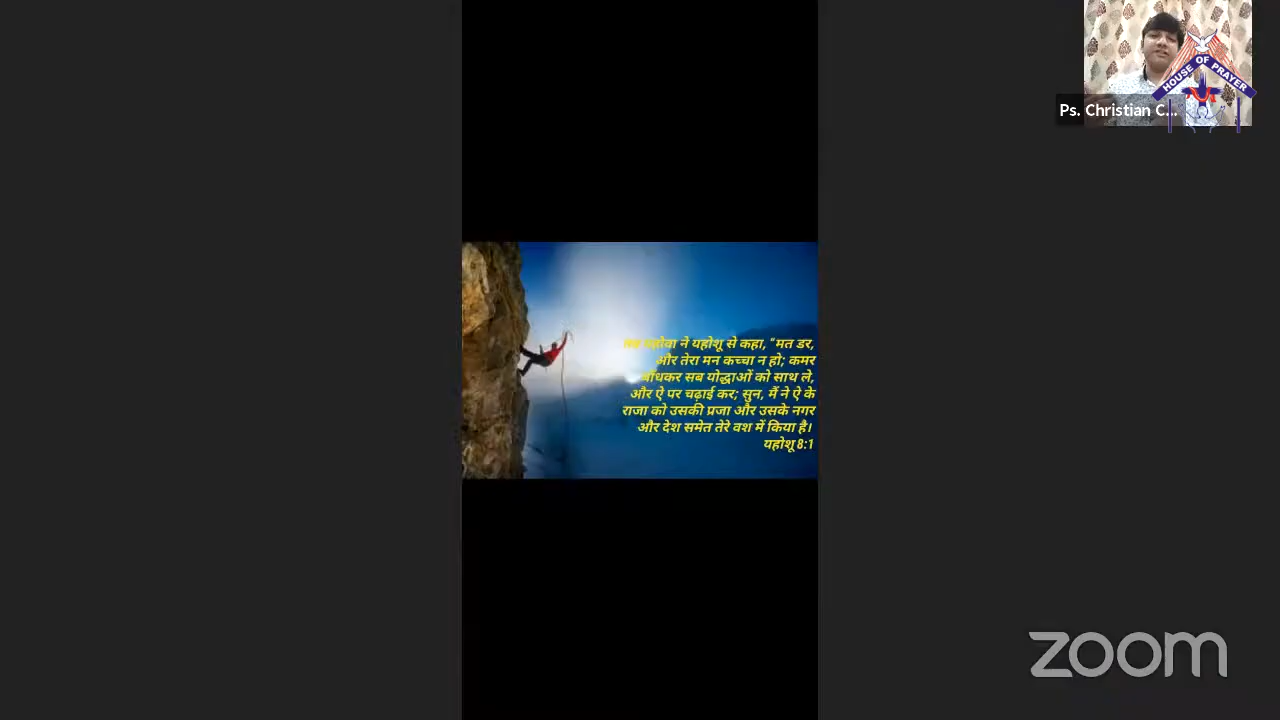 HOUSE OF PRAYER
Ps. Christian C...
यहोवा ने यहोशू से कहा, "मत डर,
और तेरा मन कच्चा न हो; कमर
बाँधकर सब योद्धाओं को साथ ले,
और ऐ पर चढ़ाई कर; सुन, मैं ने ऐ के
राजा को उसकी प्रजा और उसके नगर
और देश समेत तेरे वश में किया है।
यहोशू 8:1
zoom